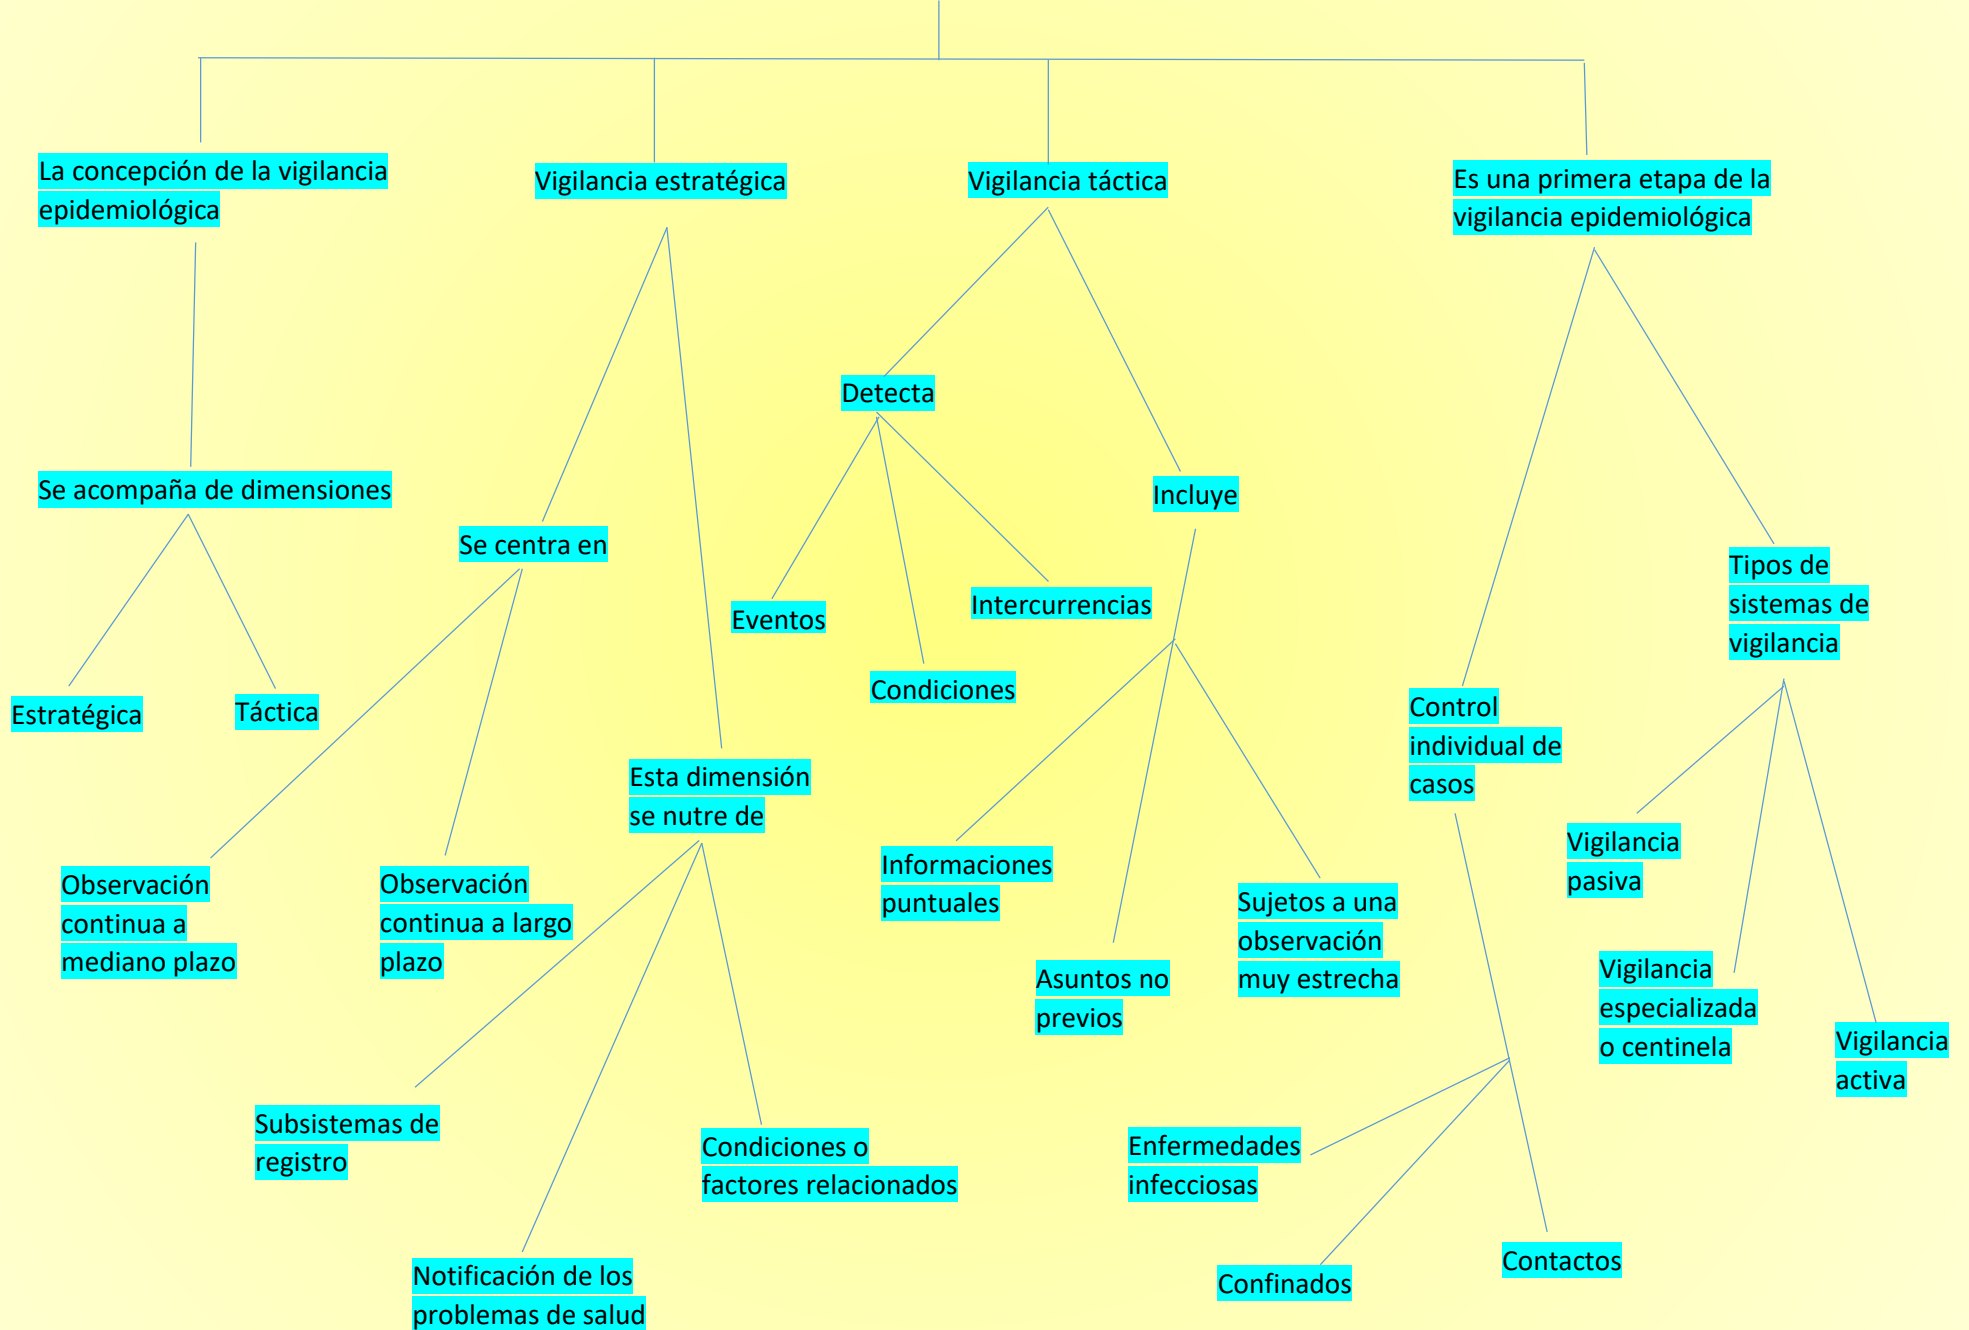 La concepción de la vigilancia
epidemiológica
Vigilancia estratégica
Vigilancia táctica
Es una primera etapa de la
vigilancia epidemiológica
Detecta
Se acompaña de dimensiones
Incluye
Se centra en
Tipos de
sistemas de
vigilancia
Eventos
Intercurrencias
Condiciones
Estratégica
Táctica
Control
individual de
casos
Esta dimensión
se nutre de
Vigilancia
pasiva
Observación
continua a
mediano plazo
Observación
continua a largo
plazo
Informaciones
puntuales
Sujetos a una
observación
muy estrecha
Asuntos no
previos
Vigilancia
especializada
o centinela
Vigilancia
activa
Subsistemas de
registro
Condiciones o
factores relacionados
Enfermedades
infecciosas
Notificación de los
problemas de salud
Confinados
Contactos